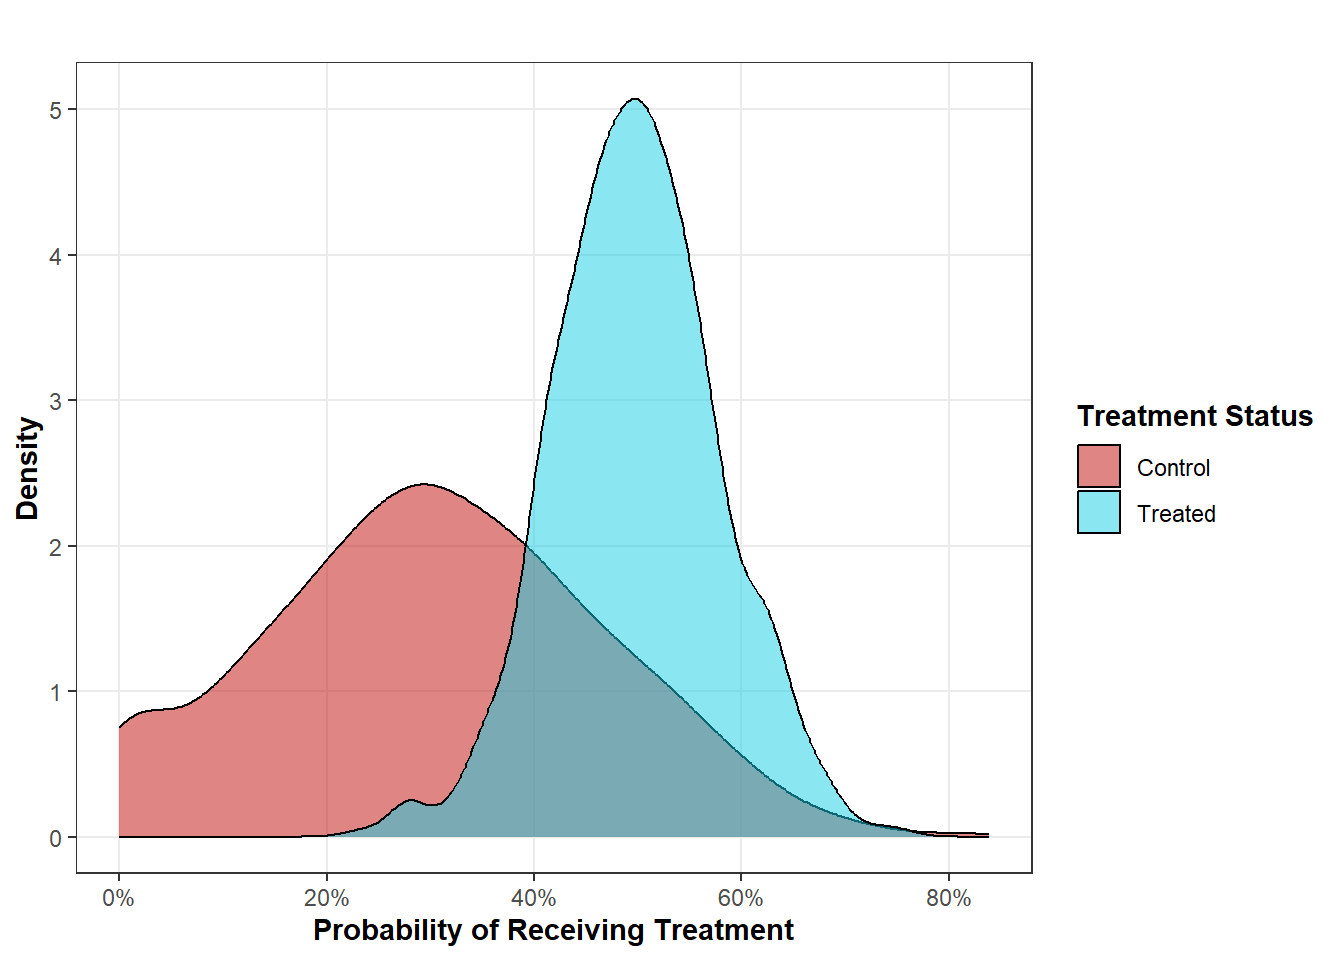 5
4
3
2
1
0
Density
0%
20%
40%
60%
80%
Probability of Receiving Treatment
Treatment Status
Control
Treated